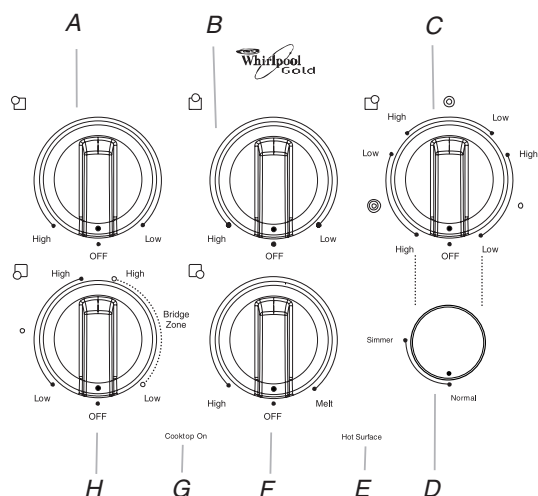 A
B
C
Whirlpool
Gold
High
Low
High
Low
High
Low
High
Low
High
Low
OFF
OFF
OFF
High
High
Bridge
Zone
Low
Low
OFF
High
Melt
OFF
Simmer
Normal
Cooktop On
Hot Surface
H
G
F
E
D